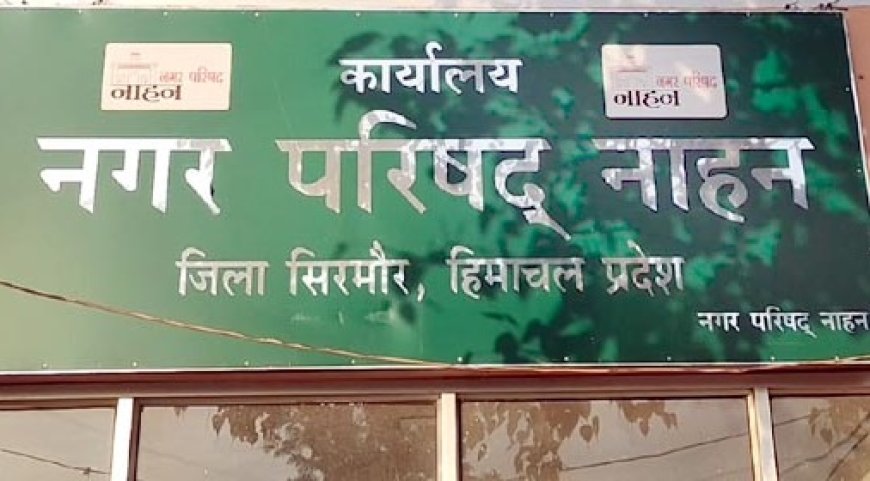 नगर परिषद
नाहन
कार्यालय
नगर परिषद
नाहन
नगर परिषद् नाहन
जिला सिरमौर, हिमाचल प्रदेश
नगर परिषद् नाहन